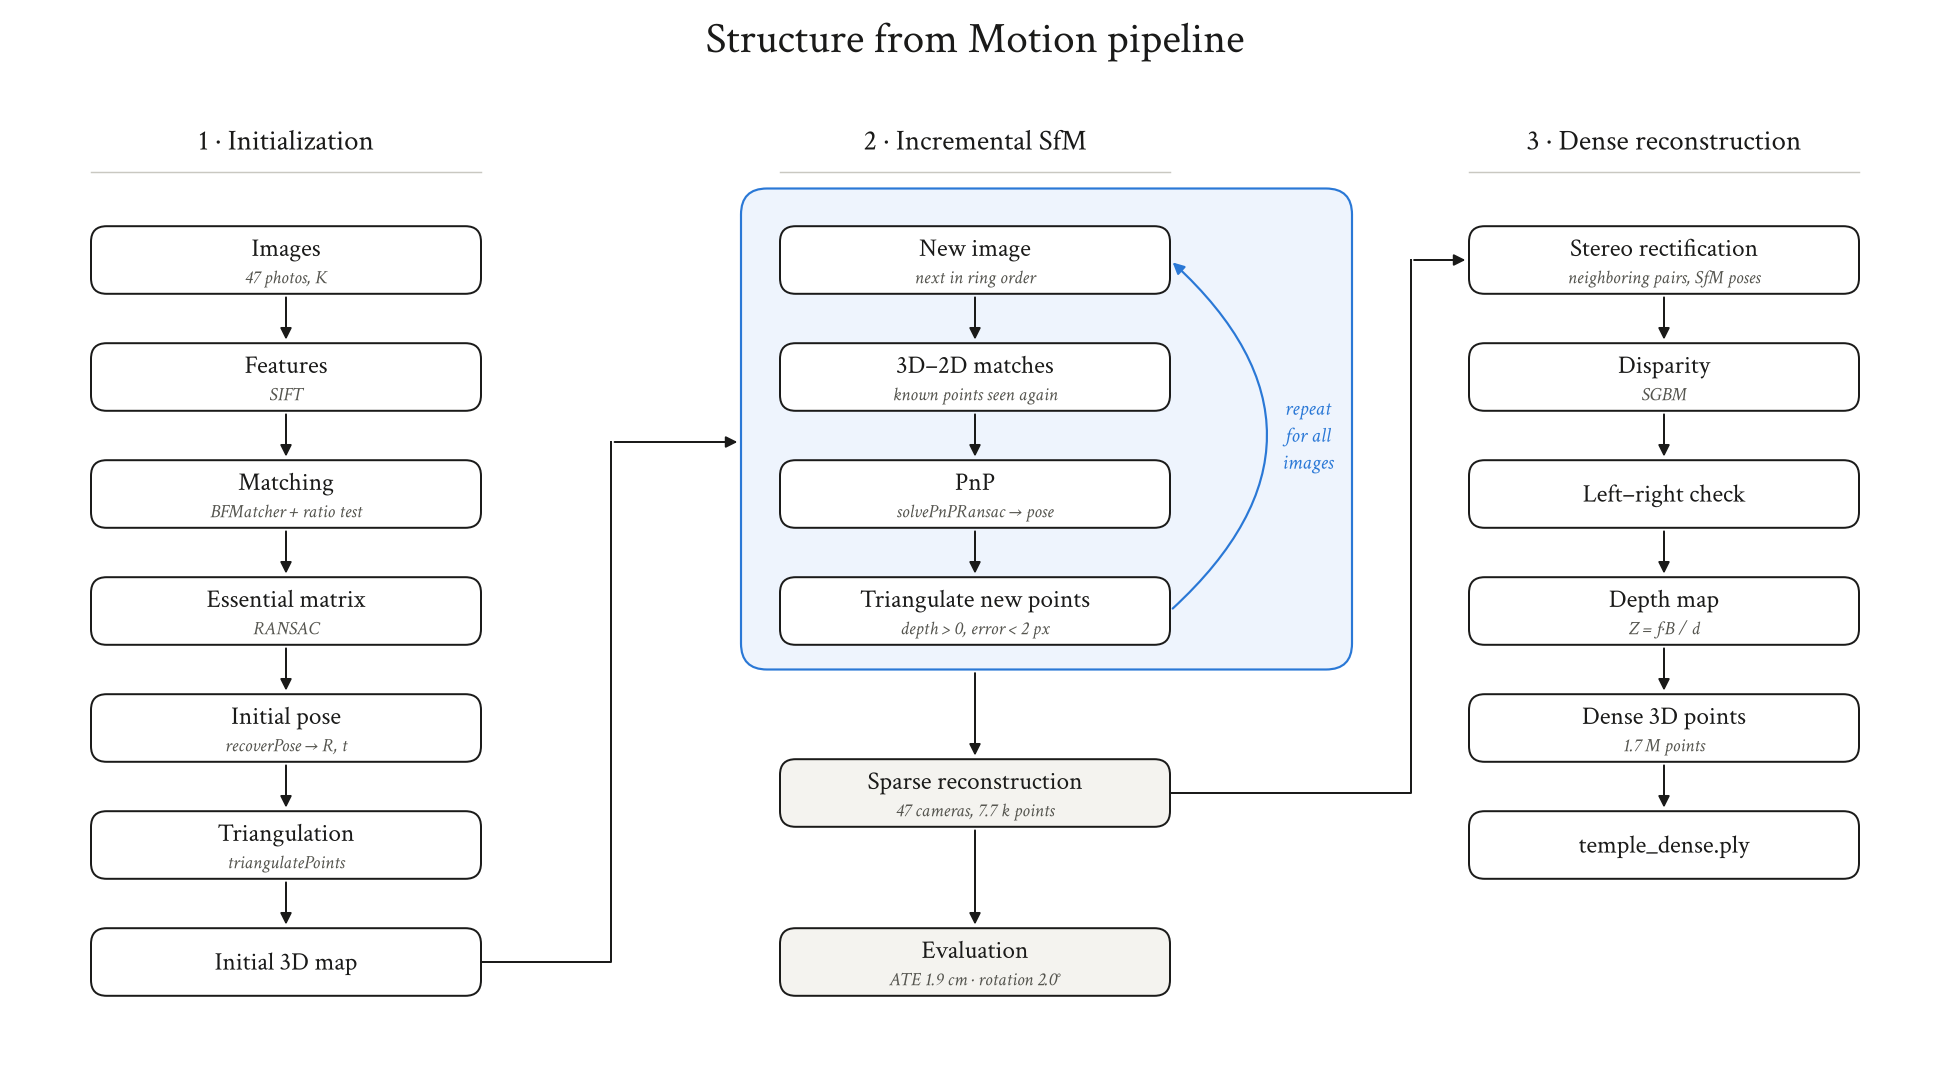 Structure from Motion pipeline
1 · Initialization
Images
47 photos, K
Features
SIFT
Matching
BFMatcher + ratio test
Essential matrix
RANSAC
Initial pose
recoverPose → R, t
Triangulation
triangulatePoints
Initial 3D map
2 · Incremental SfM
New image
next in ring order
3D–2D matches
known points seen again
PnP
solvePnPRansac → pose
Triangulate new points
depth > 0, error < 2 px
repeat
for all
images
Sparse reconstruction
47 cameras, 7.7 k points
Evaluation
ATE 1.9 cm · rotation 2.0°
3 · Dense reconstruction
Stereo rectification
neighboring pairs, SfM poses
Disparity
SGBM
Left–right check
Depth map
Z = f·B / d
Dense 3D points
1.7 M points
temple_dense.ply